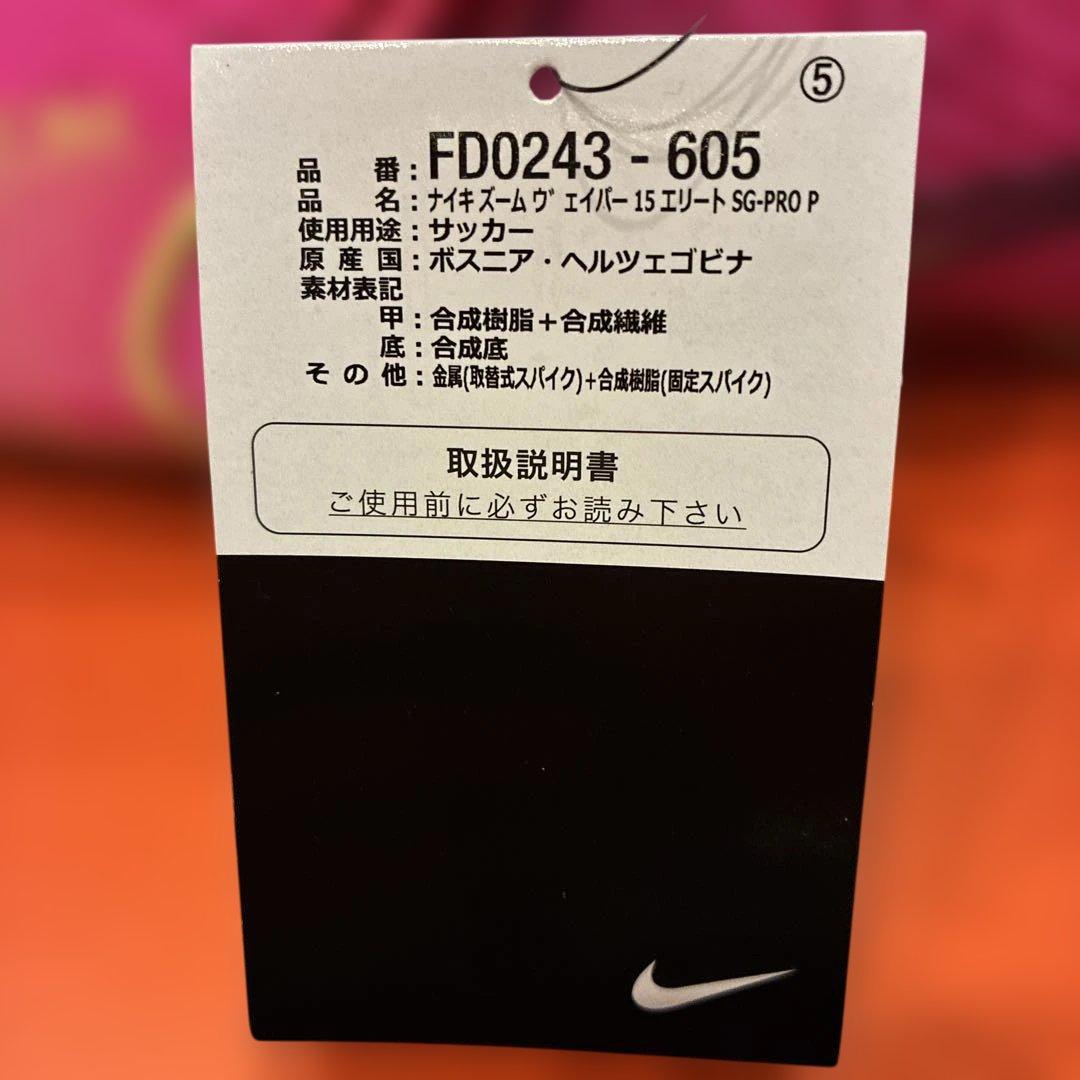 ⑤
品番:FD0243-605
品名:ナイキ ズーム ヴェイパー 15 エリート SG-PRO P
使用用途:サッカー
原産国:ボスニア・ヘルツェゴビナ
素材表記
甲:合成樹脂+合成繊維
底:合成底
その他:金属(取替式スパイク)+合成樹脂(固定スパイク)
取扱説明書
ご使用前に必ずお読み下さい